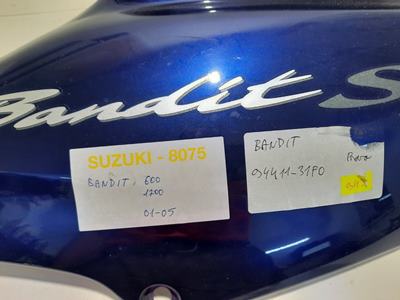 Bandit S
SUZUKI - 8075
BANDIT, 600
1200
01-05
BANDIT
94411-31F0